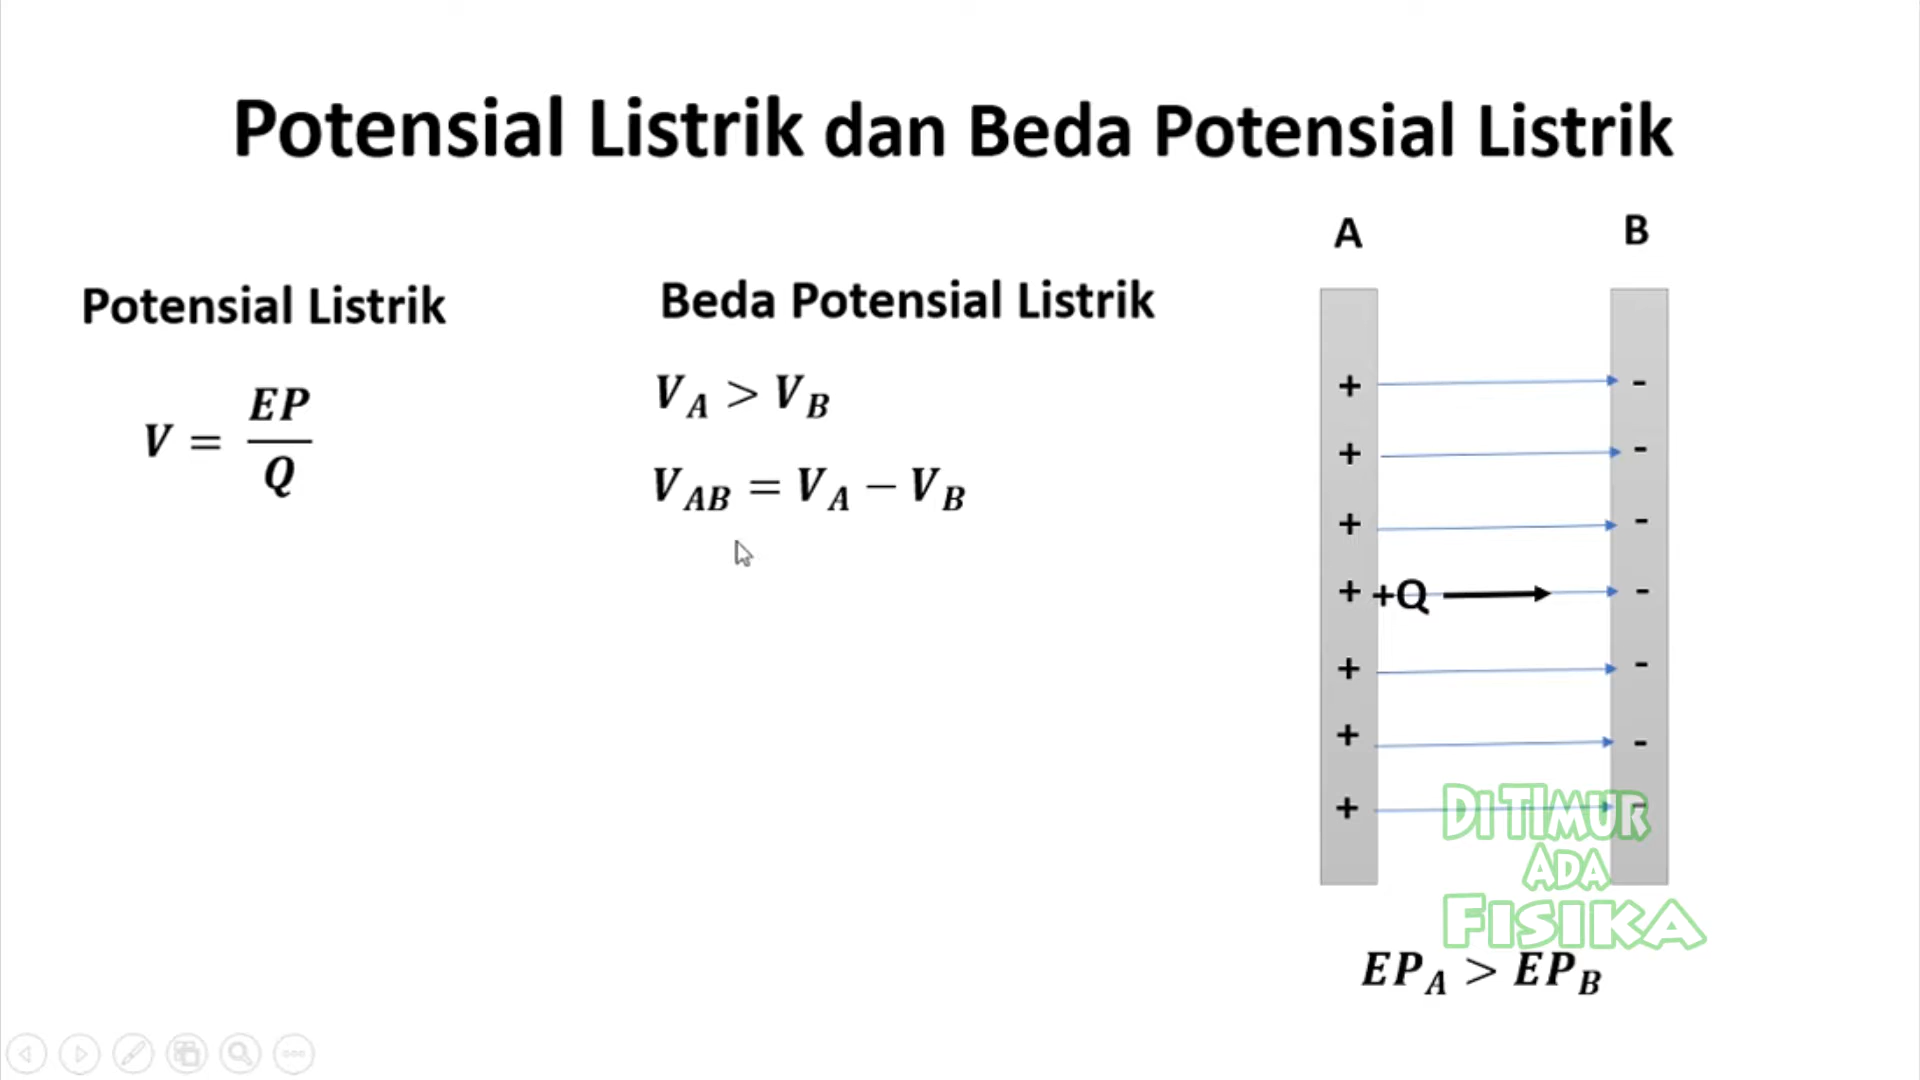 Potensial Listrik dan Beda Potensial Listrik
Potensial Listrik
V = EP/Q
Beda Potensial Listrik
V_A > V_B
V_AB = V_A − V_B
A B
+ -
+ -
+ -
+ +Q -
+ -
+ -
+ -
DI TIMUR
ADA
FISIKA
EP_A > EP_B